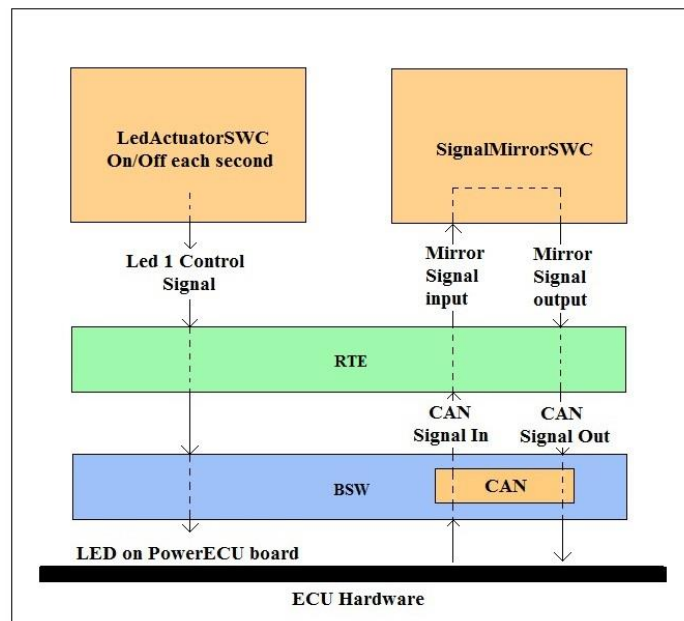 LedActuatorSWC
On/Off each second
SignalMirrorSWC
Led 1 Control
Signal
Mirror
Signal
input
Mirror
Signal
output
RTE
CAN
Signal In
CAN
Signal Out
BSW
CAN
LED on PowerECU board
ECU Hardware